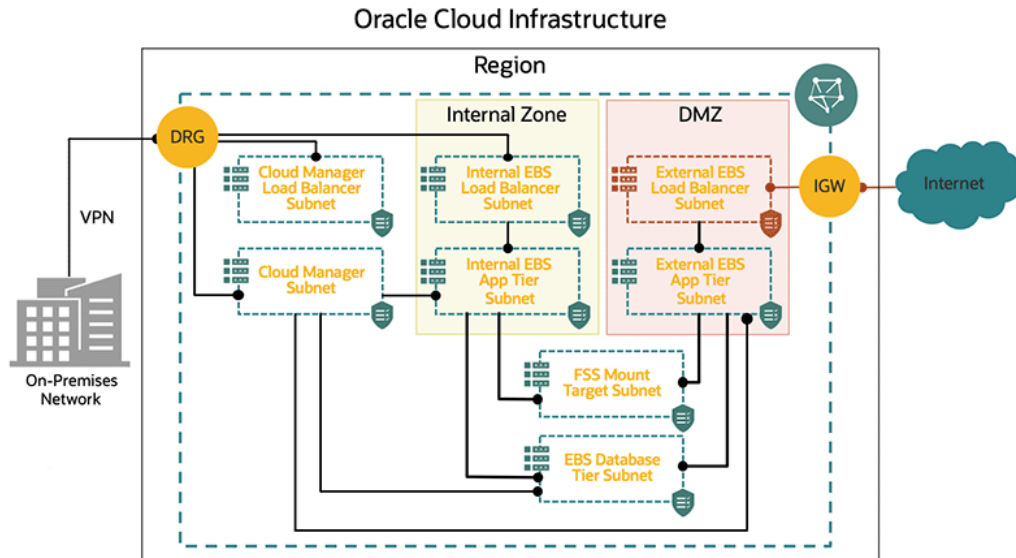 Oracle Cloud Infrastructure
Region
Internal Zone
DMZ
DRG
Cloud Manager
Load Balancer
Subnet
Internal EBS
Load Balancer
Subnet
External EBS
Load Balancer
Subnet
IGW
Internet
VPN
Cloud Manager
Subnet
Internal EBS
App Tier
Subnet
External EBS
App Tier
Subnet
On-Premises
Network
FSS Mount
Target Subnet
EBS Database
Tier Subnet